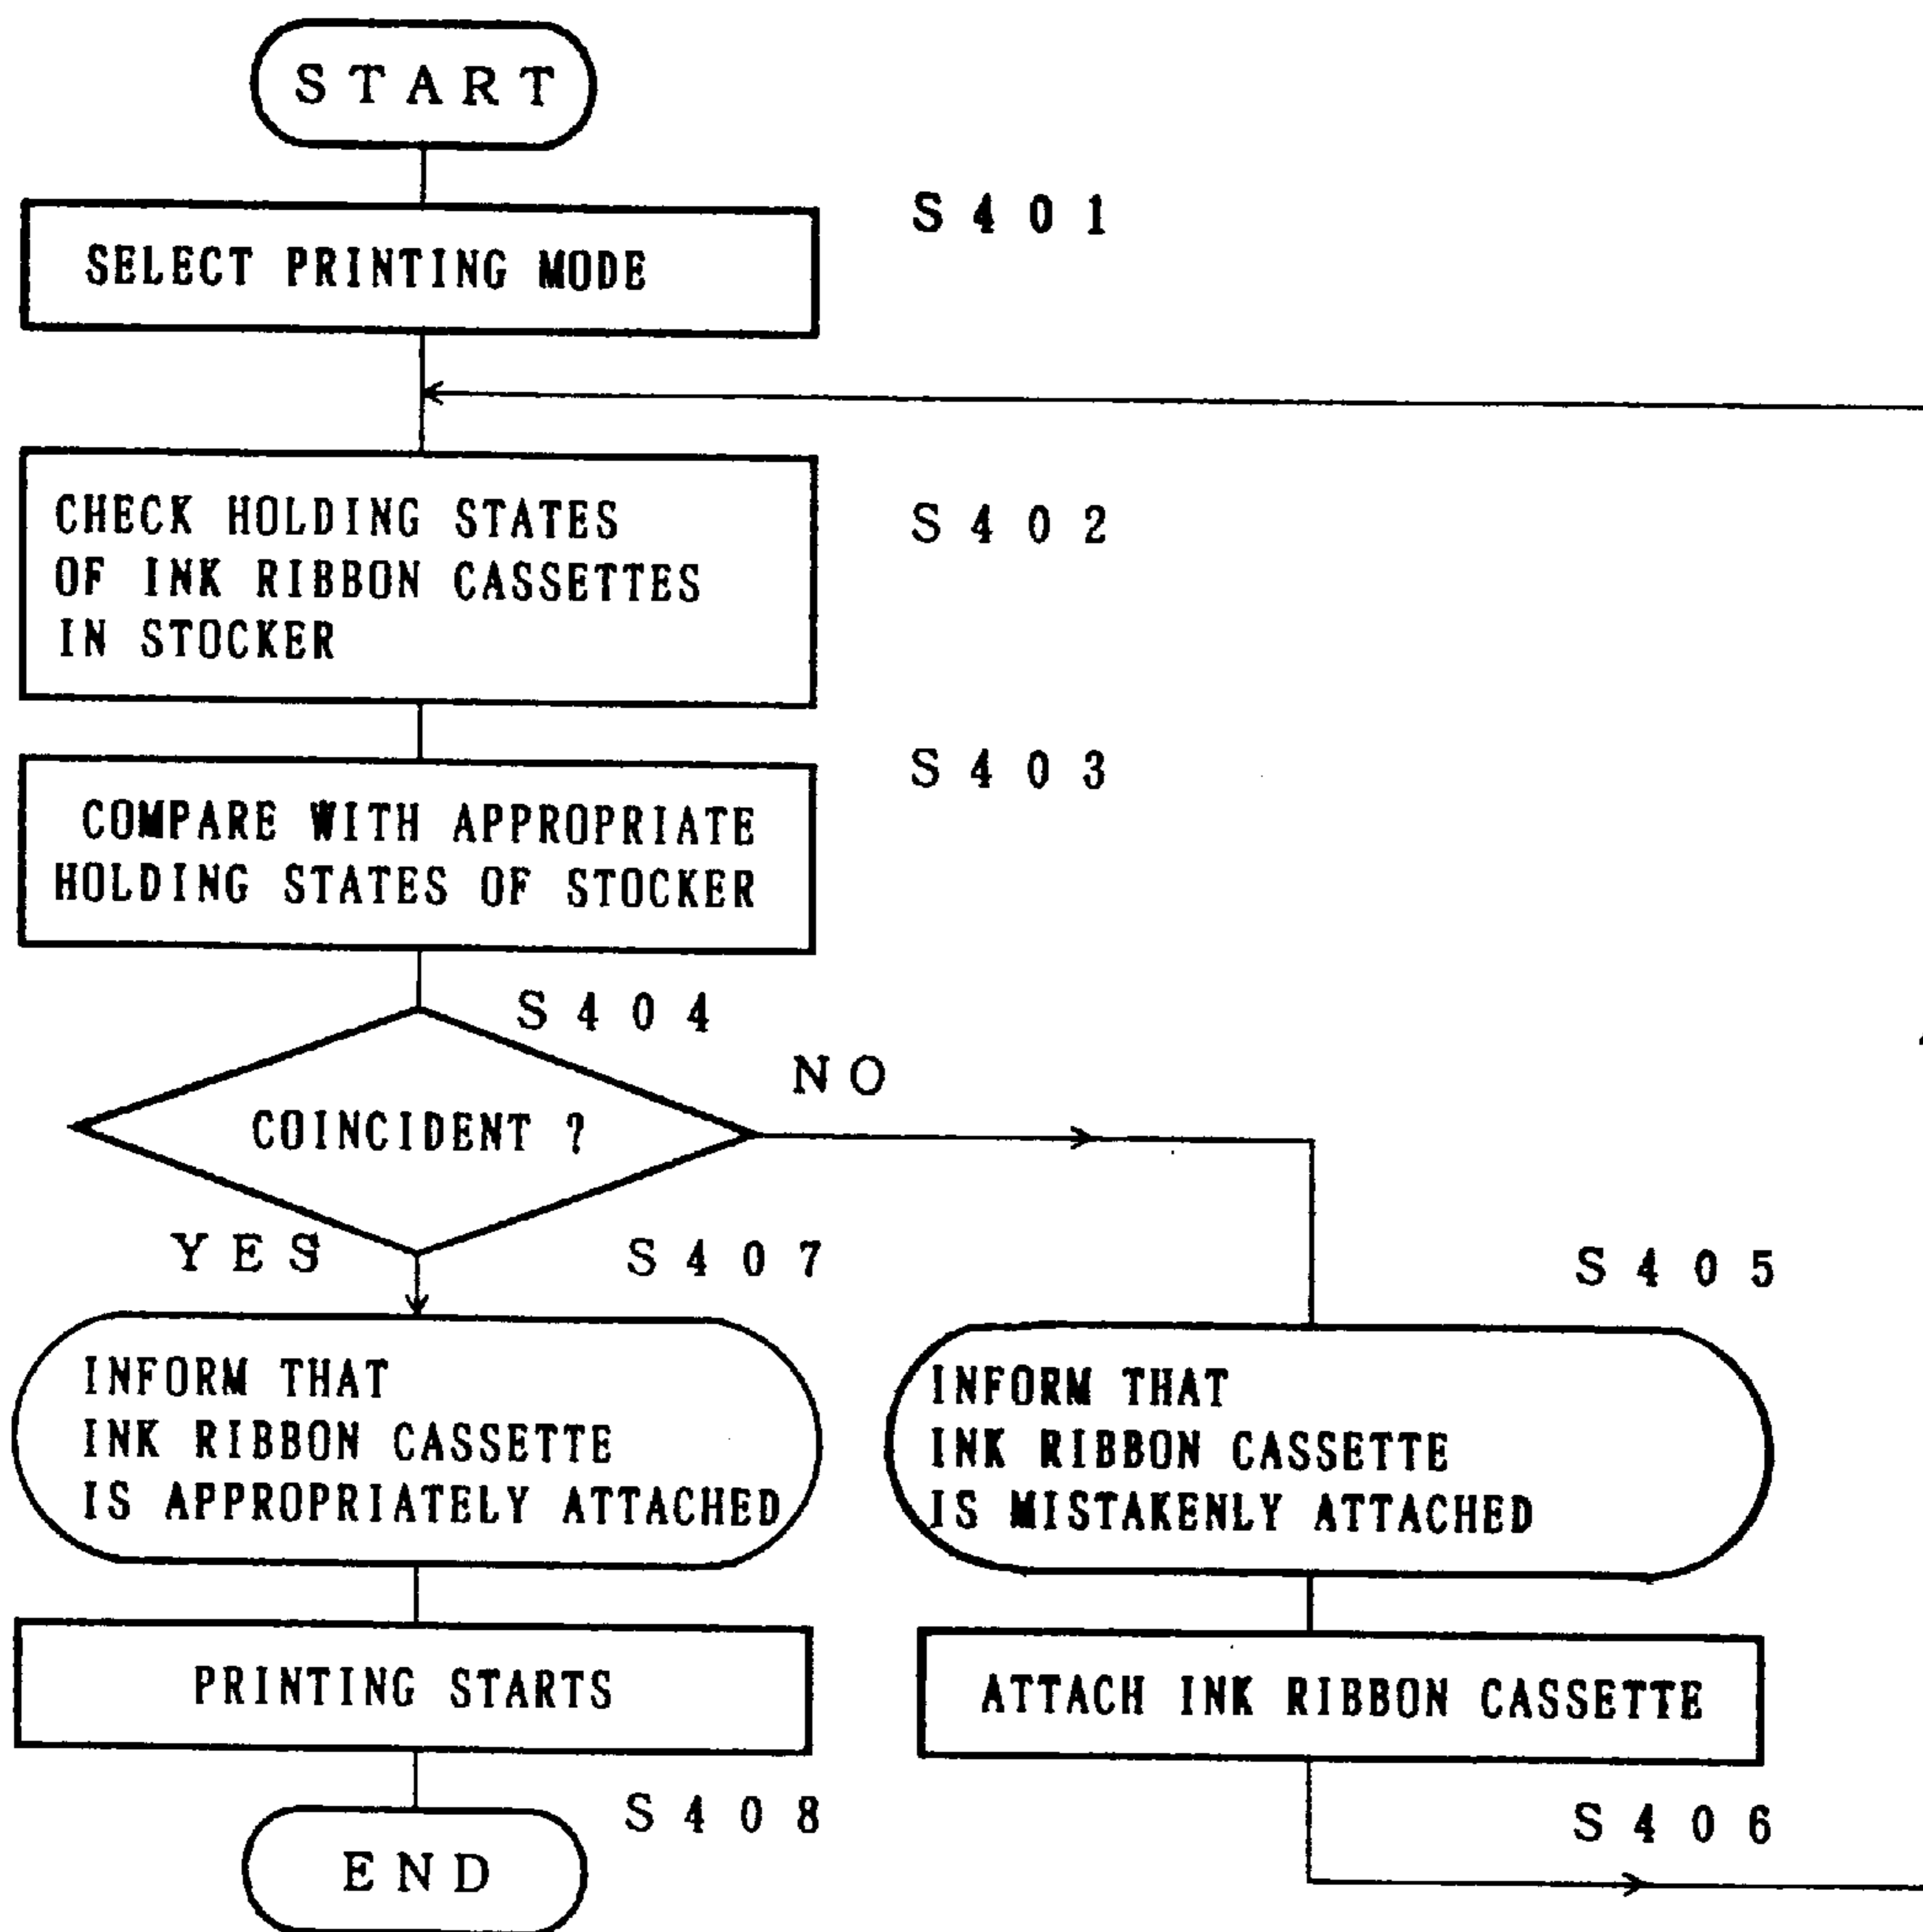 START
S401
SELECT PRINTING MODE
S402
CHECK HOLDING STATES
OF INK RIBBON CASSETTES
IN STOCKER
S403
COMPARE WITH APPROPRIATE
HOLDING STATES OF STOCKER
S404
COINCIDENT ?
NO
YES
S407
INFORM THAT
INK RIBBON CASSETTE
IS APPROPRIATELY ATTACHED
PRINTING STARTS
S408
END
S405
INFORM THAT
INK RIBBON CASSETTE
IS MISTAKENLY ATTACHED
ATTACH INK RIBBON CASSETTE
S406